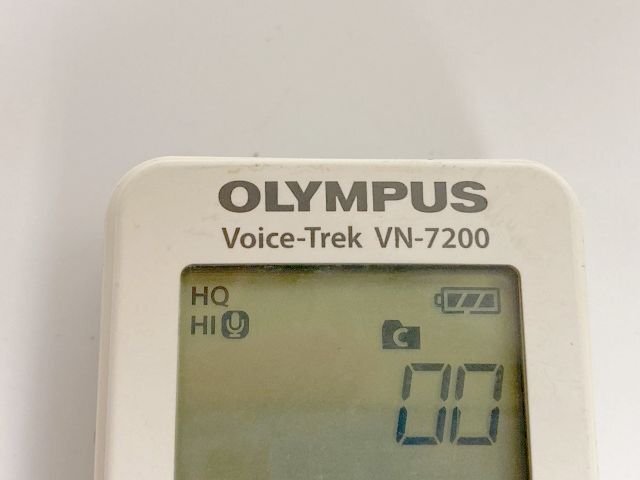 OLYMPUS
Voice-Trek VN-7200
HQ
HI
C
00